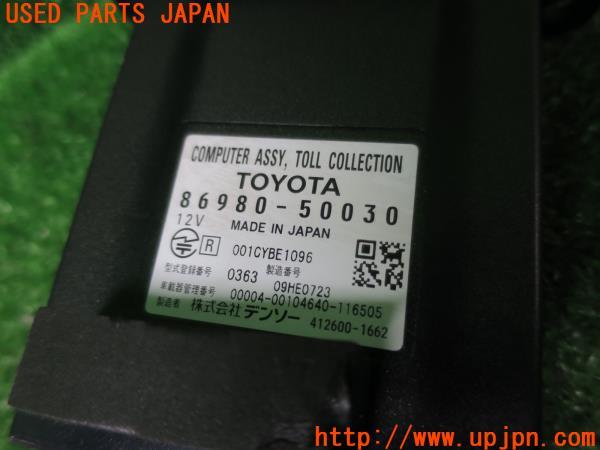 USED PARTS JAPAN
COMPUTER ASSY, TOLL COLLECTION
TOYOTA
86980-50030
12V MADE IN JAPAN
R 001CYBE1096
型式登録番号 0363 製造番号 09HE0723
車載器管理番号 00004-00104640-116505
製造者 株式会社 デンソー 412600-1662
http://www.upjpn.com/